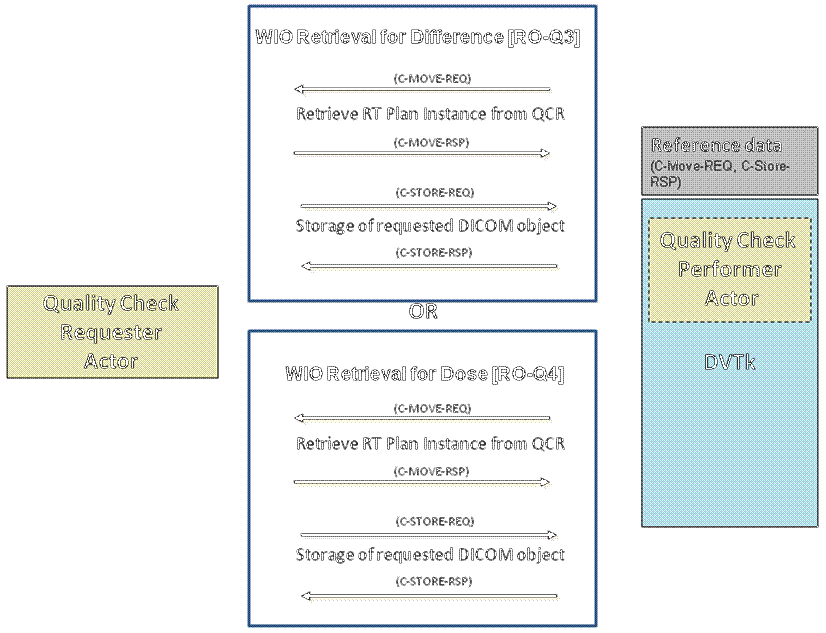 WIO Retrieval for Difference [RO-Q3]
(C-MOVE-REQ)
Retrieve RT Plan Instance from QCR
(C-MOVE-RSP)
(C-STORE-REQ)
Storage of requested DICOM object
(C-STORE-RSP)
OR
WIO Retrieval for Dose [RO-Q4]
(C-MOVE-REQ)
Retrieve RT Plan Instance from QCR
(C-MOVE-RSP)
(C-STORE-REQ)
Storage of requested DICOM object
(C-STORE-RSP)
Quality Check
Requester
Actor
Reference data
(C-Move-REQ, C-Store-
RSP)
Quality Check
Performer
Actor
DVTk